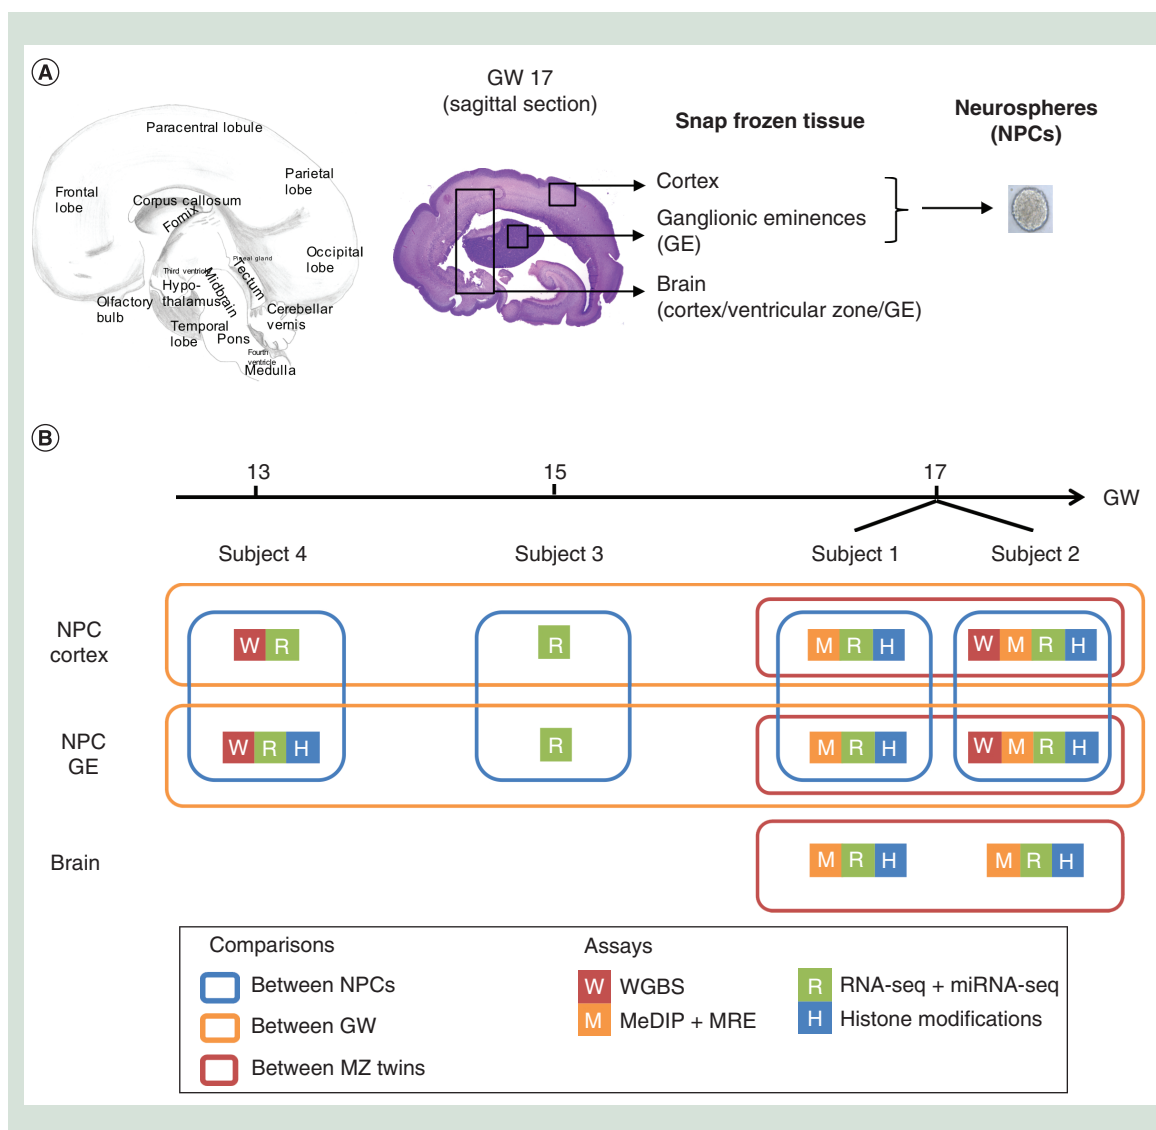 A
GW 17
(sagittal section)
Snap frozen tissue
Neurospheres
(NPCs)
Paracentral lobule
Parietal
lobe
Frontal
lobe
Corpus callosum
Fornix
Occipital
lobe
Pineal gland
Third ventricle
Hypo-
thalamus
Midbrain
Tectum
Olfactory
bulb
Cerebellar
vernis
Temporal
lobe
Pons
Fourth
ventricle
Medulla
Cortex
Ganglionic eminences
(GE)
Brain
(cortex/ventricular zone/GE)
B
13
15
17
GW
Subject 4
Subject 3
Subject 1
Subject 2
NPC
cortex
W R
R
M R H
W M R H
NPC
GE
W R H
R
M R H
W M R H
Brain
M R H
M R H
Comparisons
Between NPCs
Between GW
Between MZ twins
Assays
W WGBS
M MeDIP + MRE
R RNA-seq + miRNA-seq
H Histone modifications